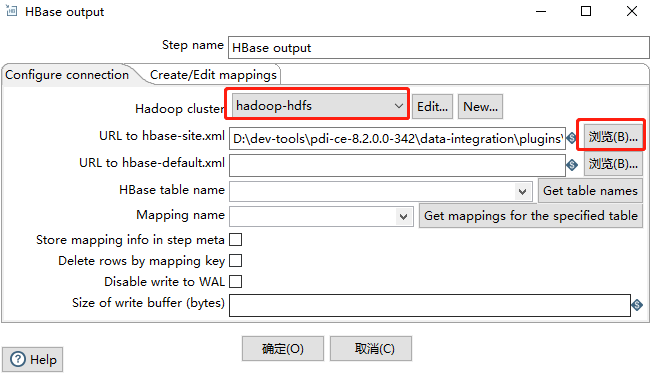 HBase output
Step name HBase output
Configure connection Create/Edit mappings
Hadoop cluster hadoop-hdfs Edit... New...
URL to hbase-site.xml D:\dev-tools\pdi-ce-8.2.0.0-342\data-integration\plugins\ 浏览(B)...
URL to hbase-default.xml 浏览(B)...
HBase table name Get table names
Mapping name Get mappings for the specified table
Store mapping info in step meta
Delete rows by mapping key
Disable write to WAL
Size of write buffer (bytes)
确定(O) 取消(C)
Help